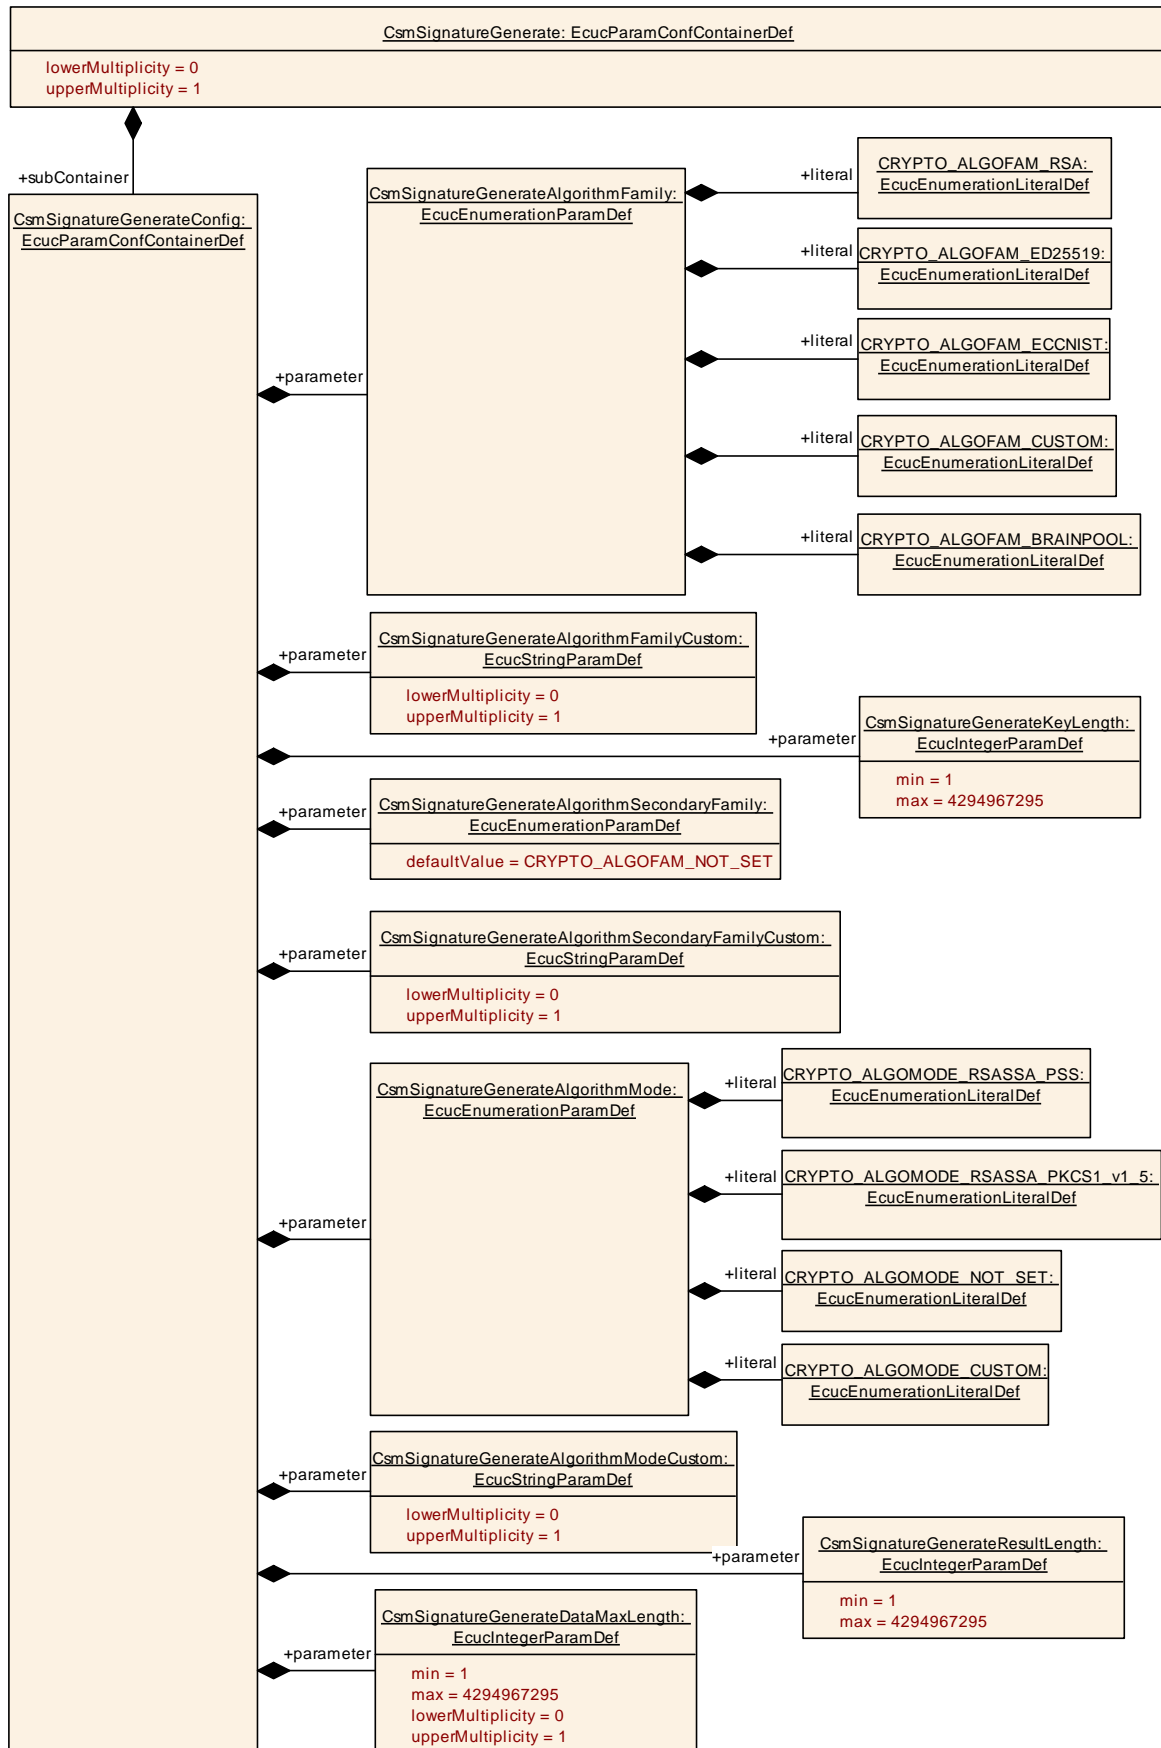 CsmSignatureGenerate: EcucParamConfContainerDef
lowerMultiplicity = 0
upperMultiplicity = 1
+subContainer
CsmSignatureGenerateConfig:
EcucParamConfContainerDef
+parameter
CsmSignatureGenerateAlgorithmFamily:
EcucEnumerationParamDef
+literal
CRYPTO_ALGOFAM_RSA:
EcucEnumerationLiteralDef
+literal
CRYPTO_ALGOFAM_ED25519:
EcucEnumerationLiteralDef
+literal
CRYPTO_ALGOFAM_ECCNIST:
EcucEnumerationLiteralDef
+literal
CRYPTO_ALGOFAM_CUSTOM:
EcucEnumerationLiteralDef
+literal
CRYPTO_ALGOFAM_BRAINPOOL:
EcucEnumerationLiteralDef
+parameter
CsmSignatureGenerateAlgorithmFamilyCustom:
EcucStringParamDef
lowerMultiplicity = 0
upperMultiplicity = 1
+parameter
CsmSignatureGenerateKeyLength:
EcucIntegerParamDef
min = 1
max = 4294967295
+parameter
CsmSignatureGenerateAlgorithmSecondaryFamily:
EcucEnumerationParamDef
defaultValue = CRYPTO_ALGOFAM_NOT_SET
+parameter
CsmSignatureGenerateAlgorithmSecondaryFamilyCustom:
EcucStringParamDef
lowerMultiplicity = 0
upperMultiplicity = 1
+parameter
CsmSignatureGenerateAlgorithmMode:
EcucEnumerationParamDef
+literal
CRYPTO_ALGOMODE_RSASSA_PSS:
EcucEnumerationLiteralDef
+literal
CRYPTO_ALGOMODE_RSASSA_PKCS1_v1_5:
EcucEnumerationLiteralDef
+literal
CRYPTO_ALGOMODE_NOT_SET:
EcucEnumerationLiteralDef
+literal
CRYPTO_ALGOMODE_CUSTOM:
EcucEnumerationLiteralDef
+parameter
CsmSignatureGenerateAlgorithmModeCustom:
EcucStringParamDef
lowerMultiplicity = 0
upperMultiplicity = 1
+parameter
CsmSignatureGenerateResultLength:
EcucIntegerParamDef
min = 1
max = 4294967295
+parameter
CsmSignatureGenerateDataMaxLength:
EcucIntegerParamDef
min = 1
max = 4294967295
lowerMultiplicity = 0
upperMultiplicity = 1